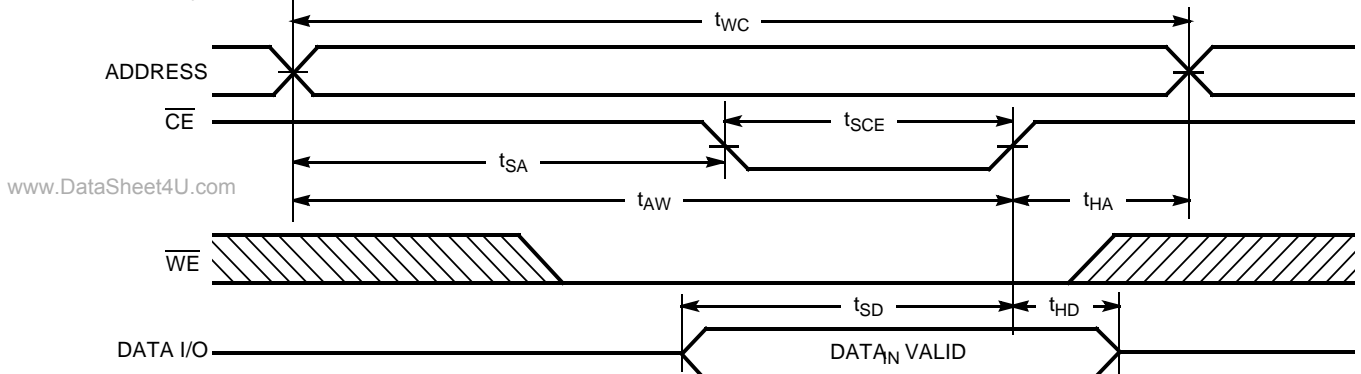 tWC
ADDRESS
CE
tSCE
tSA
www.DataSheet4U.com
tAW
tHA
WE
tSD
tHD
DATA I/O
DATAIN VALID